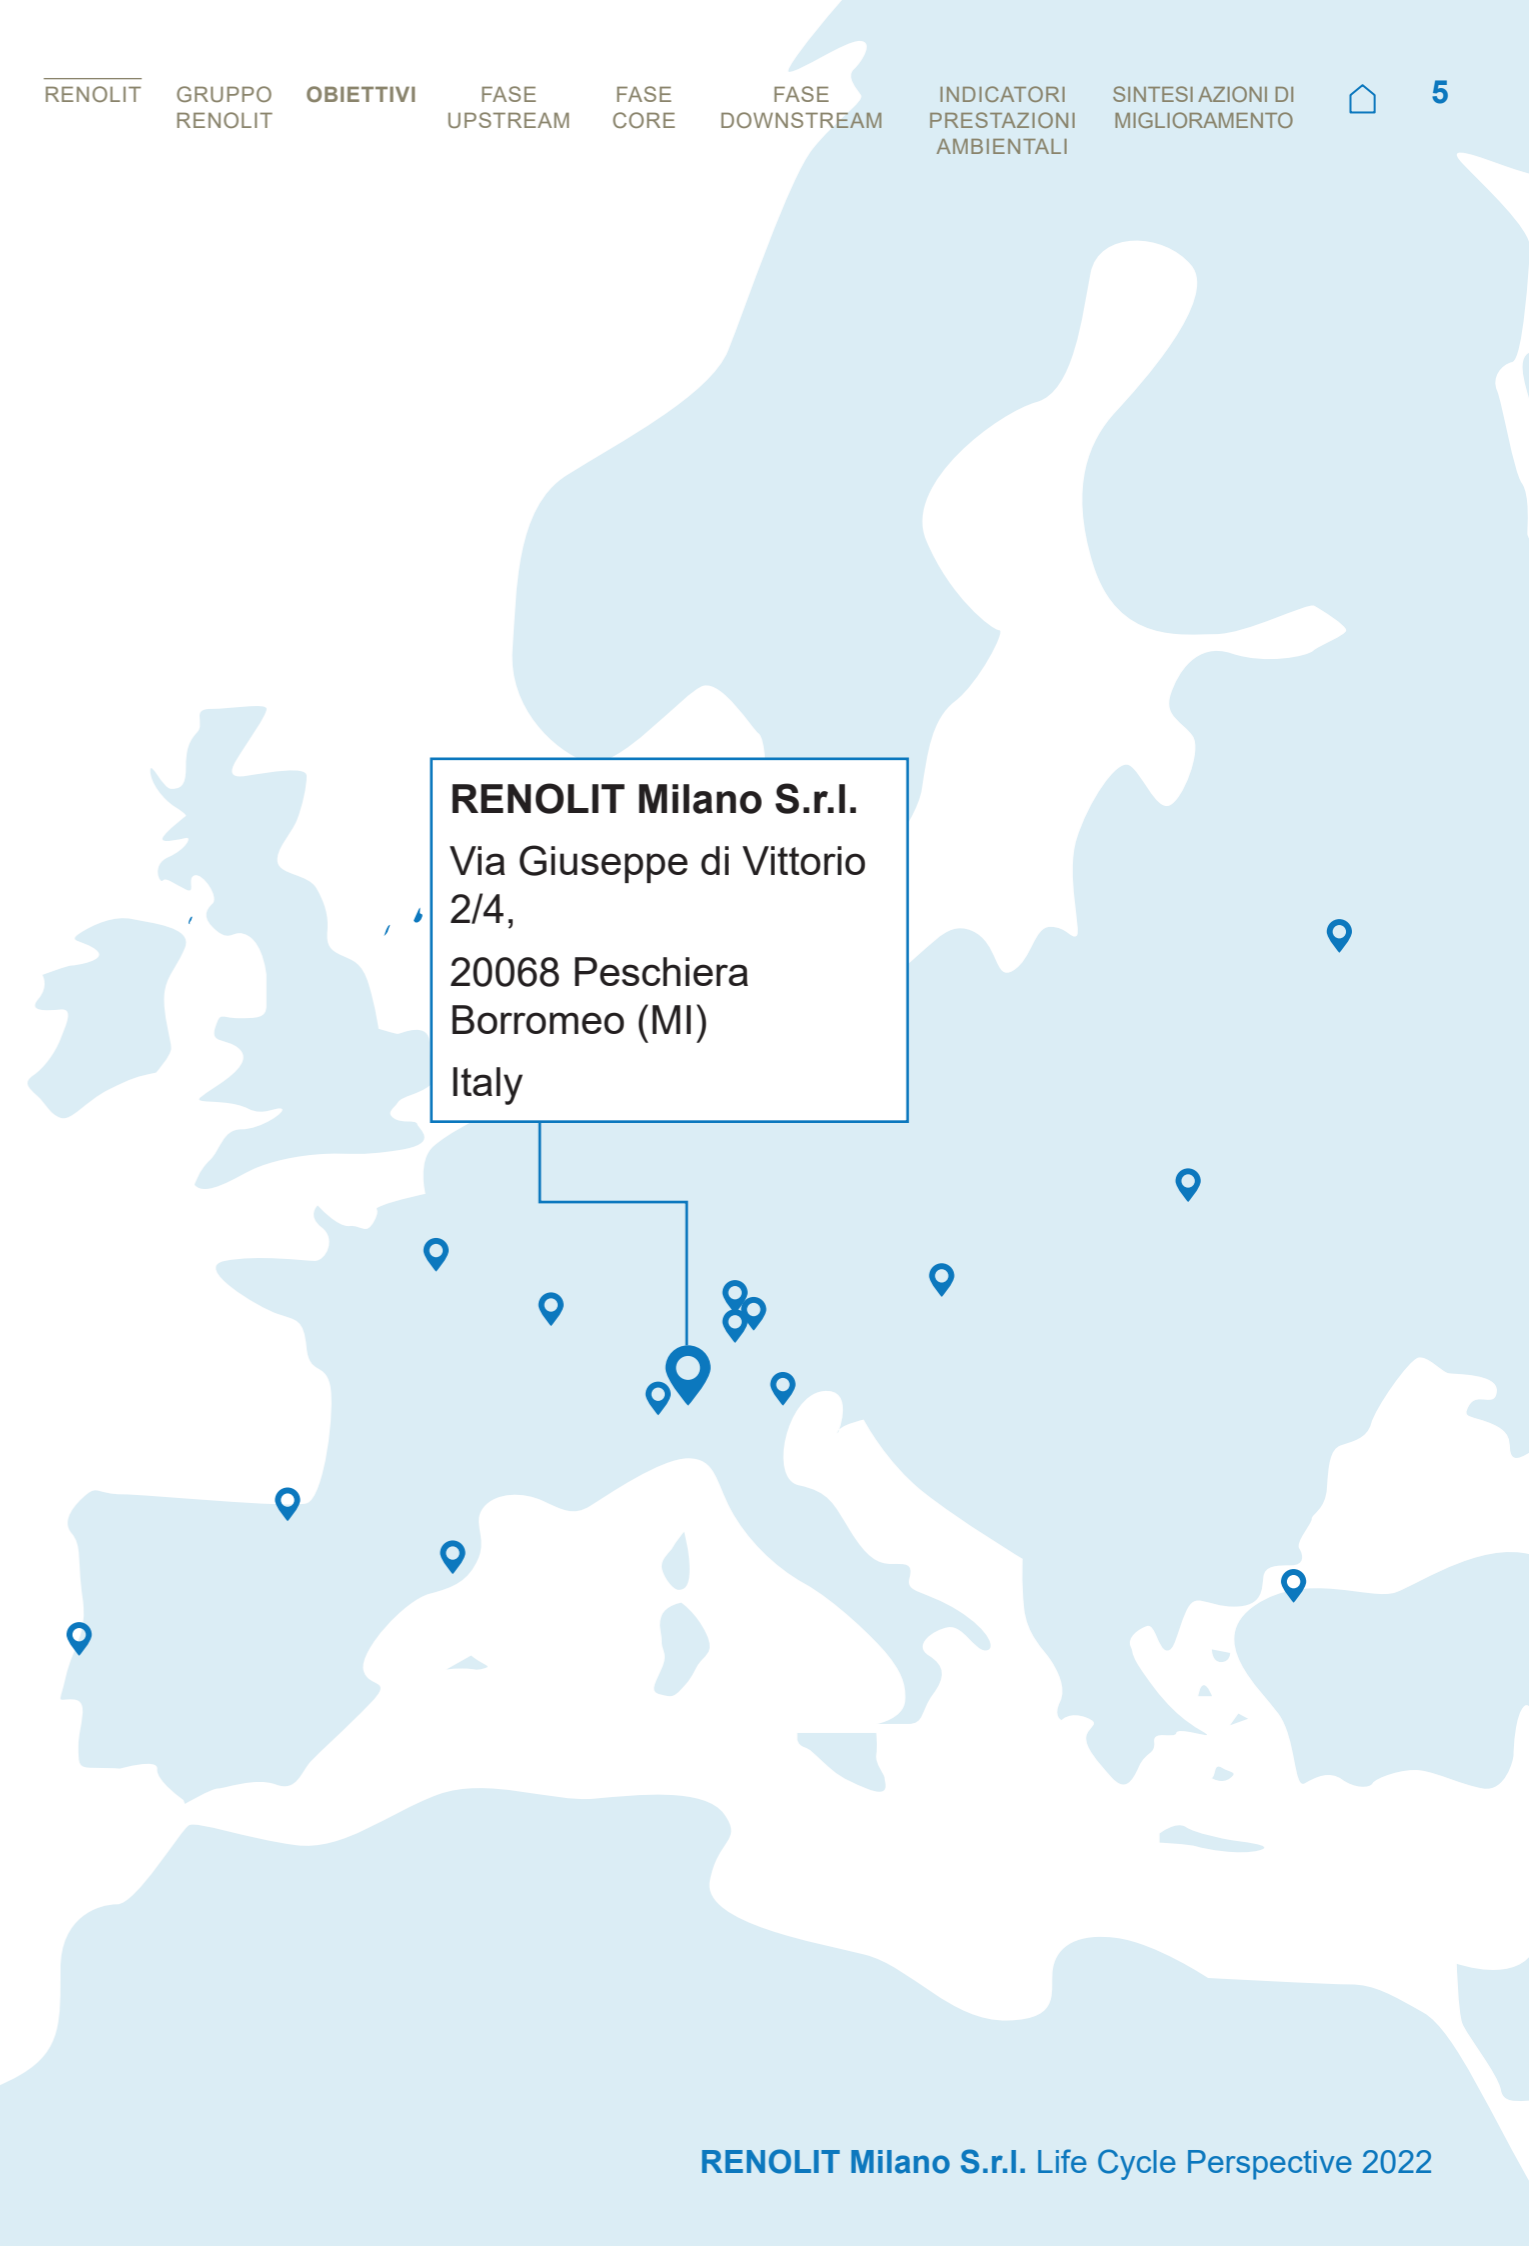 RENOLIT
GRUPPO
RENOLIT
OBIETTIVI
FASE
UPSTREAM
FASE
CORE
FASE
DOWNSTREAM
INDICATORI
PRESTAZIONI
AMBIENTALI
SINTESI AZIONI DI
MIGLIORAMENTO
5
RENOLIT Milano S.r.l.
Via Giuseppe di Vittorio
2/4,
20068 Peschiera
Borromeo (MI)
Italy
RENOLIT Milano S.r.l. Life Cycle Perspective 2022